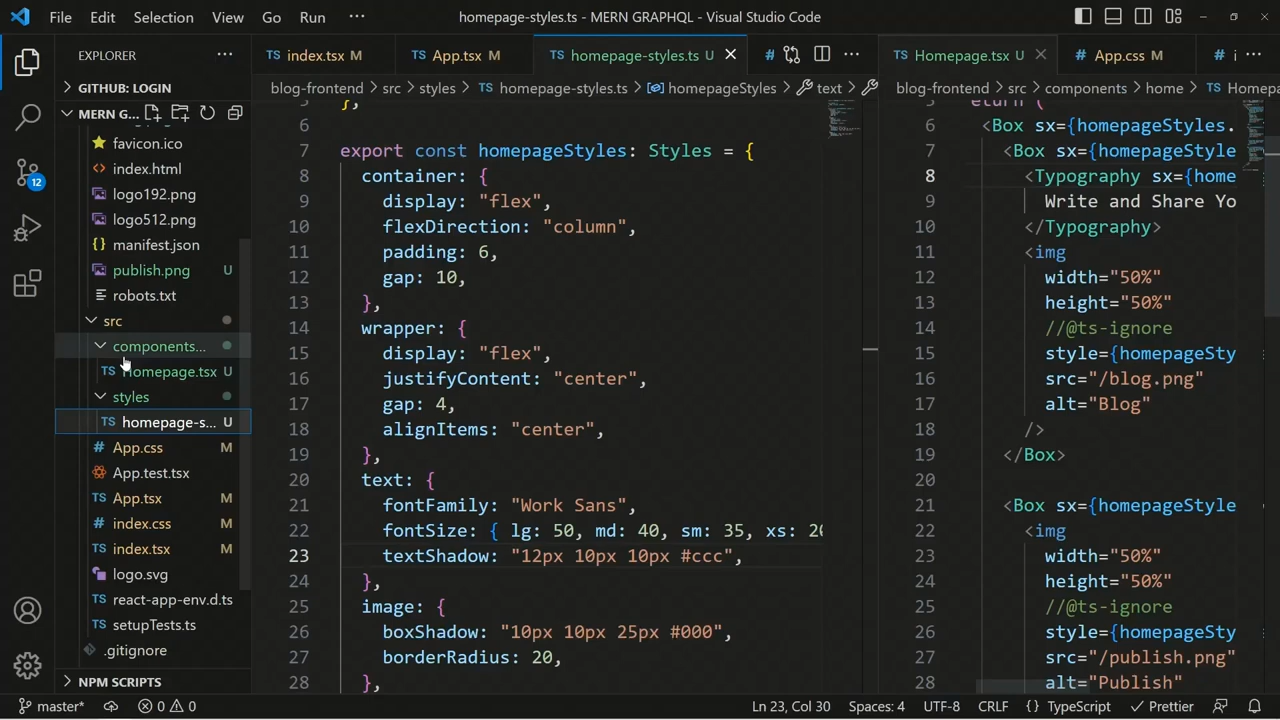 File Edit Selection View Go Run ··· homepage-styles.ts - MERN GRAPHQL - Visual Studio Code
EXPLORER ···
GITHUB: LOGIN
MERN G...
favicon.ico
index.html
logo192.png
logo512.png
manifest.json
publish.png U
robots.txt
src
components...
Homepage.tsx U
styles
homepage-s... U
App.css M
App.test.tsx
App.tsx M
index.css M
index.tsx M
logo.svg
react-app-env.d.ts
setupTests.ts
.gitignore
NPM SCRIPTS
12
index.tsx M App.tsx M homepage-styles.ts U # ···
blog-frontend > src > styles > TS homepage-styles.ts > homepageStyles > text >
5 },
6
7 export const homepageStyles: Styles = {
8 container: {
9 display: "flex",
10 flexDirection: "column",
11 padding: 6,
12 gap: 10,
13 },
14 wrapper: {
15 display: "flex",
16 justifyContent: "center",
17 gap: 4,
18 alignItems: "center",
19 },
20 text: {
21 fontFamily: "Work Sans",
22 fontSize: { lg: 50, md: 40, sm: 35, xs: 20
23 textShadow: "12px 10px 10px #ccc",
24 },
25 image: {
26 boxShadow: "10px 10px 25px #000",
27 borderRadius: 20,
28 },
Homepage.tsx U App.css M # i ···
blog-frontend > src > components > home > TS Homep
5 eturn (
6 <Box sx={homepageStyles.
7 <Box sx={homepageStyle
8 <Typography sx={home
9 Write and Share Yo
10 </Typography>
11 <img
12 width="50%"
13 height="50%"
14 //@ts-ignore
15 style={homepageSty
16 src="/blog.png"
17 alt="Blog"
18 />
19 </Box>
20
21 <Box sx={homepageStyle
22 <img
23 width="50%"
24 height="50%"
25 //@ts-ignore
26 style={homepageSty
27 src="/publish.png"
28 alt="Publish"
master* 0 0 Ln 23, Col 30 Spaces: 4 UTF-8 CRLF {} TypeScript Prettier